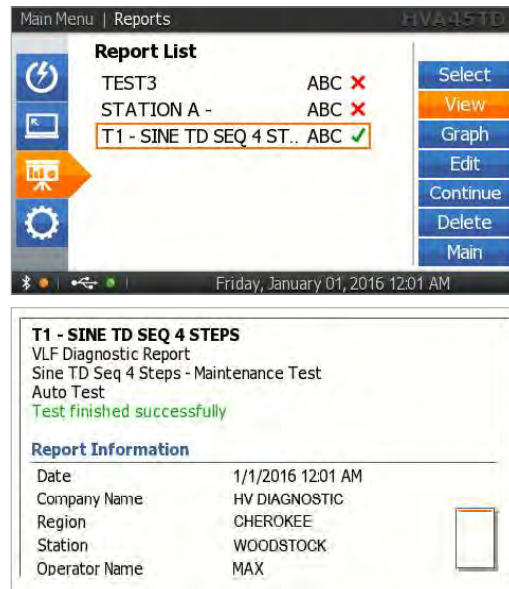 Main Menu | Reports HVA45TD
Report List
TEST3 ABC ✗
STATION A - ABC ✗
T1 - SINE TD SEQ 4 ST.. ABC ✓
Select
View
Graph
Edit
Continue
Delete
Main
Friday, January 01, 2016 12:01 AM
T1 - SINE TD SEQ 4 STEPS
VLF Diagnostic Report
Sine TD Seq 4 Steps - Maintenance Test
Auto Test
Test finished successfully
Report Information
Date 1/1/2016 12:01 AM
Company Name HV DIAGNOSTIC
Region CHEROKEE
Station WOODSTOCK
Operator Name MAX